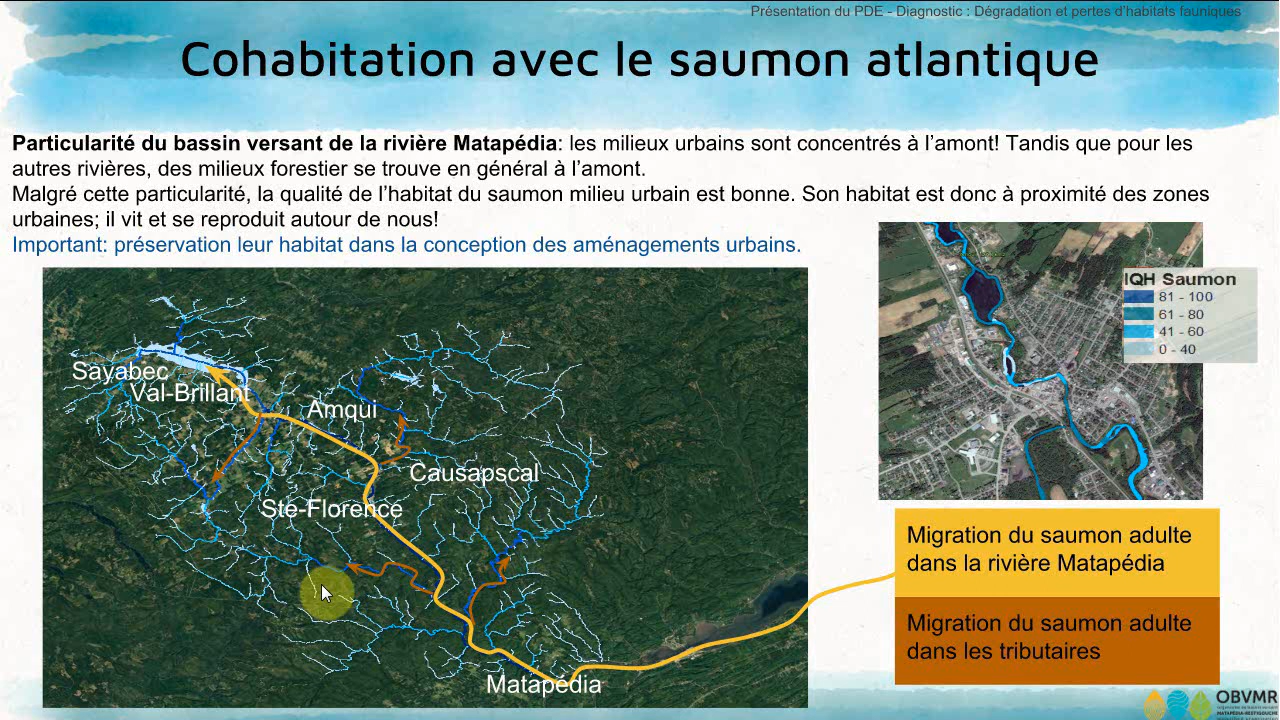 Présentation du PDE - Diagnostic : Dégradation et pertes d'habitats fauniques
Cohabitation avec le saumon atlantique
Particularité du bassin versant de la rivière Matapédia: les milieux urbains sont concentrés à l'amont! Tandis que pour les
autres rivières, des milieux forestier se trouve en général à l'amont.
Malgré cette particularité, la qualité de l'habitat du saumon milieu urbain est bonne. Son habitat est donc à proximité des zones
urbaines; il vit et se reproduit autour de nous!
Important: préservation leur habitat dans la conception des aménagements urbains.
IQH Saumon
81 - 100
61 - 80
41 - 60
0 - 40
Sayabec
Val-Brillant
Amqui
Causapscal
Ste-Florence
Matapédia
Migration du saumon adulte
dans la rivière Matapédia
Migration du saumon adulte
dans les tributaires
OBVMR
MATAPÉDIA-RESTIGOUCHE